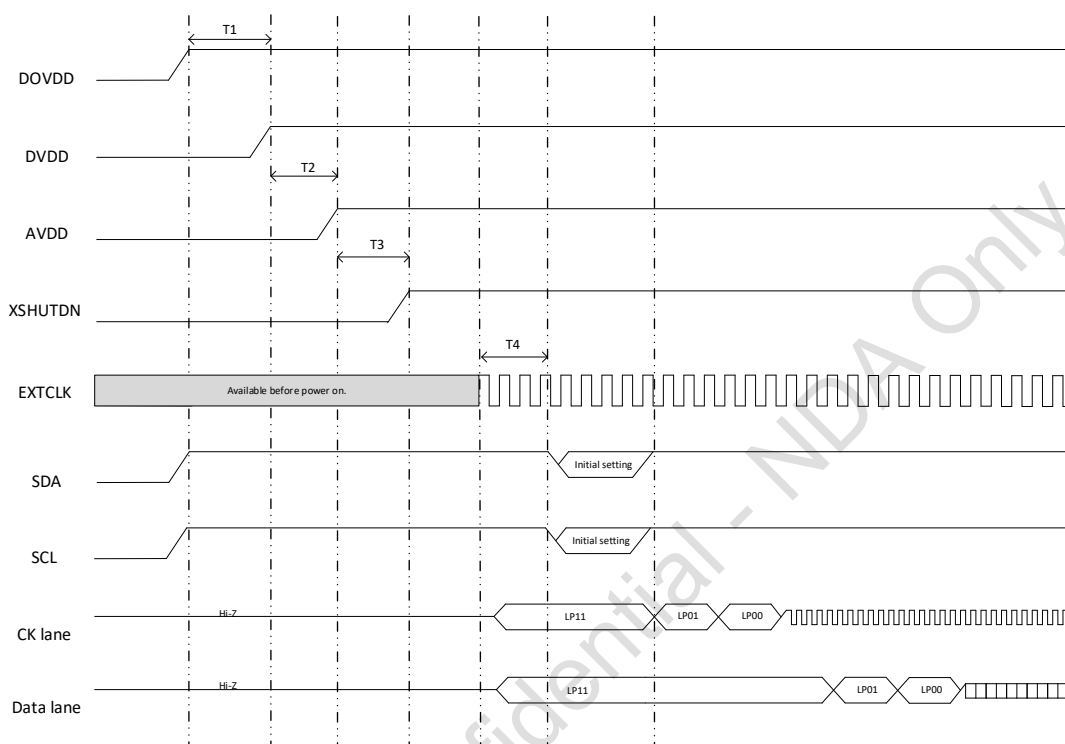 T1
DOVDD
DVDD
T2
AVDD
T3
XSHUTDN
T4
EXTCLK
Available before power on.
SDA
Initial setting
SCL
Initial setting
CK lane
Hi-Z
LP11
LP01
LP00
Data lane
Hi-Z
LP11
LP01
LP00
fidential - NDA Only